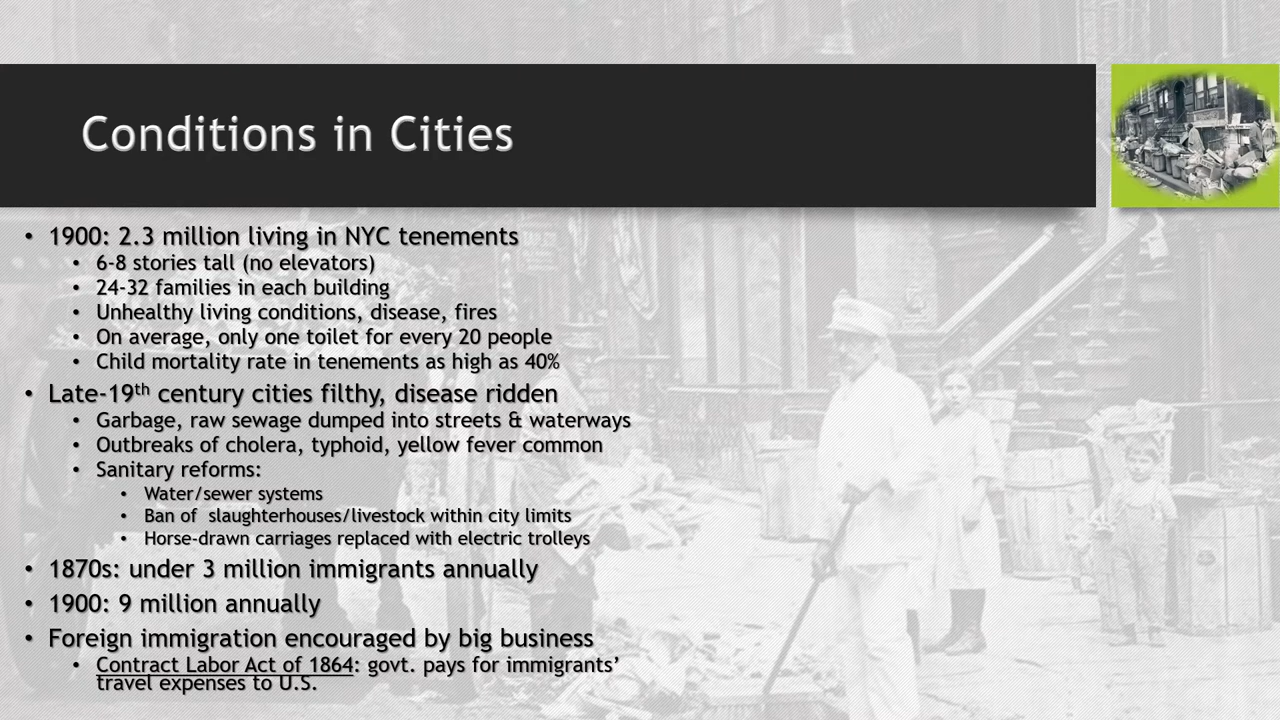 Conditions in Cities
• 1900: 2.3 million living in NYC tenements
• 6-8 stories tall (no elevators)
• 24-32 families in each building
• Unhealthy living conditions, disease, fires
• On average, only one toilet for every 20 people
• Child mortality rate in tenements as high as 40%
• Late-19th century cities filthy, disease ridden
• Garbage, raw sewage dumped into streets & waterways
• Outbreaks of cholera, typhoid, yellow fever common
• Sanitary reforms:
• Water/sewer systems
• Ban of  slaughterhouses/livestock within city limits
• Horse-drawn carriages replaced with electric trolleys
• 1870s: under 3 million immigrants annually
• 1900: 9 million annually
• Foreign immigration encouraged by big business
• Contract Labor Act of 1864: govt. pays for immigrants’
travel expenses to U.S.